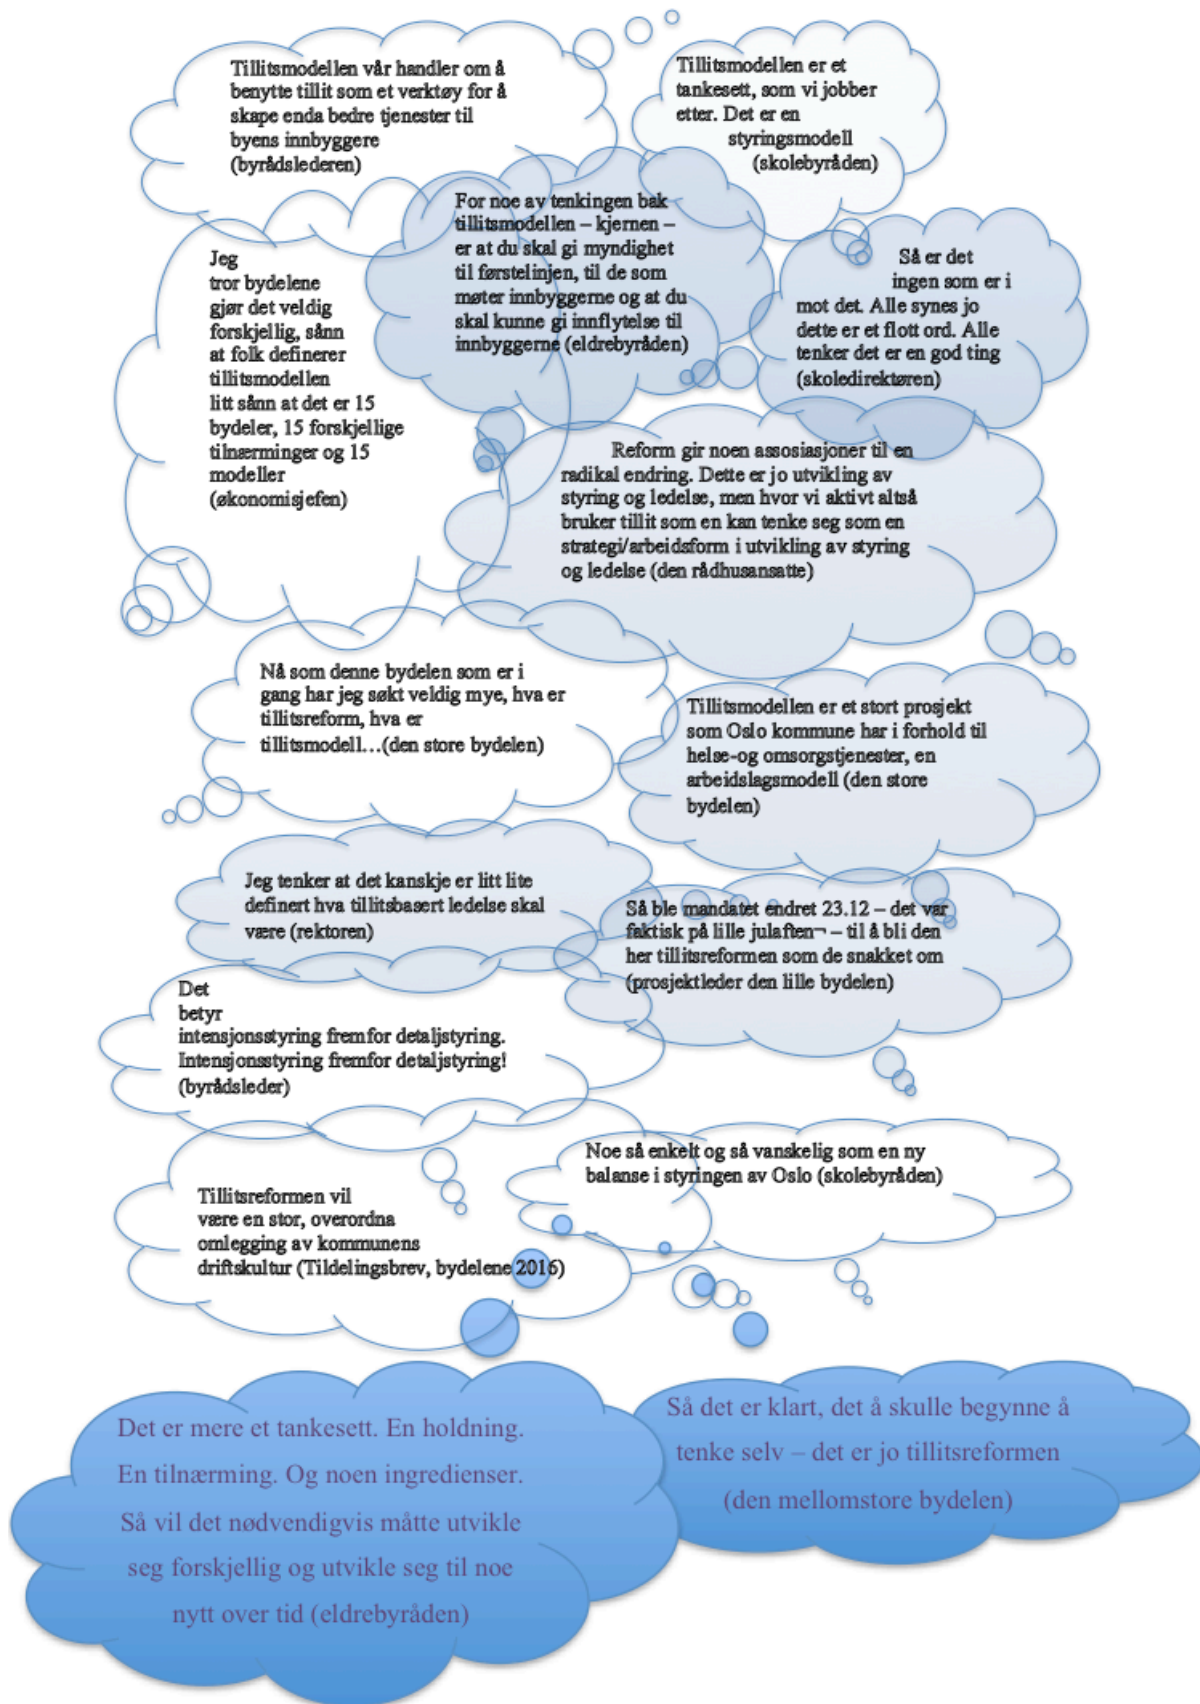 Tillitsmodellen vår handler om å
benytte tillit som et verktøy for å
skape enda bedre tjenester til
byens innbyggere
(byrådslederen)
Tillitsmodellen er et
tankesett, som vi jobber
etter. Det er en
styringsmodell
(skolebyråden)
For noe av tenkingen bak
tillitsmodellen – kjernen –
er at du skal gi myndighet
til førstelinjen, til de som
møter innbyggerne og at du
skal kunne gi innflytelse til
innbyggerne (eldrebyråden)
Så er det
ingen som er i
mot det. Alle synes jo
dette er et flott ord. Alle
tenker det er en god ting
(skoledirektøren)
Jeg
tror bydelene
gjør det veldig
forskjellig, sånn
at folk definerer
tillitsmodellen
litt sånn at det er 15
bydeler, 15 forskjellige
tilnærminger og 15
modeller
(økonomisjefen)
Reform gir noen assosiasjoner til en
radikal endring. Dette er jo utvikling av
styring og ledelse, men hvor vi aktivt altså
bruker tillit som en kan tenke seg som en
strategi/arbeidsform i utvikling av styring
og ledelse (den rådhusansatte)
Nå som denne bydelen som er i
gang har jeg søkt veldig mye, hva er
tillitsreform, hva er
tillitsmodell…(den store bydelen)
Tillitsmodellen er et stort prosjekt
som Oslo kommune har i forhold til
helse-og omsorgstjenester, en
arbeidslagsmodell (den store
bydelen)
Jeg tenker at det kanskje er litt lite
definert hva tillitsbasert ledelse skal
være (rektoren)
Så ble mandatet endret 23.12 – det var
faktisk på lille julaften¬ – til å bli den
her tillitsreformen som de snakket om
(prosjektleder den lille bydelen)
Det
betyr
intensjonsstyring fremfor detaljstyring.
Intensjonsstyring fremfor detaljstyring!
(byrådsleder)
Noe så enkelt og så vanskelig som en ny
balanse i styringen av Oslo (skolebyråden)
Tillitsreformen vil
være en stor, overordna
omlegging av kommunens
driftskultur (Tildelingsbrev, bydelene 2016)
Så det er klart, det å skulle begynne å
tenke selv – det er jo tillitsreformen
(den mellomstore bydelen)
Det er mere et tankesett. En holdning.
En tilnærming. Og noen ingredienser.
Så vil det nødvendigvis måtte utvikle
seg forskjellig og utvikle seg til noe
nytt over tid (eldrebyråden)